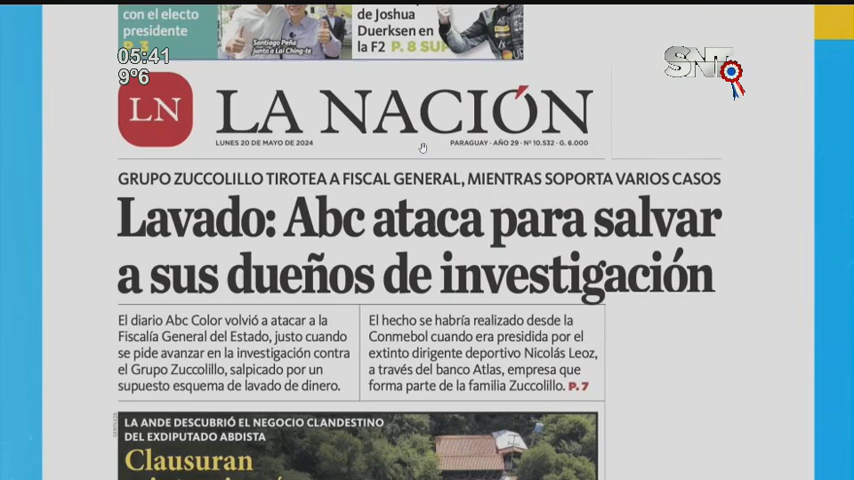 con el electo
presidente
P. 3
Santiago Peña
junto a Lai Ching-te
de Joshua
Duerksen en
la F2 P. 8 SUP
05:41
9°6
SNT
LN
LA NACIÓN
LUNES 20 DE MAYO DE 2024
PARAGUAY · AÑO 29 · Nº 10.532 · G. 6.000
GRUPO ZUCCOLILLO TIROTEA A FISCAL GENERAL, MIENTRAS SOPORTA VARIOS CASOS
Lavado: Abc ataca para salvar
a sus dueños de investigación
El diario Abc Color volvió a atacar a la
Fiscalía General del Estado, justo cuando
se pide avanzar en la investigación contra
el Grupo Zuccolillo, salpicado por un
supuesto esquema de lavado de dinero.
El hecho se habría realizado desde la
Conmebol cuando era presidida por el
extinto dirigente deportivo Nicolás Leoz,
a través del banco Atlas, empresa que
forma parte de la familia Zuccolillo. P. 7
LA ANDE DESCUBRIÓ EL NEGOCIO CLANDESTINO
DEL EXDIPUTADO ABDISTA
Clausuran